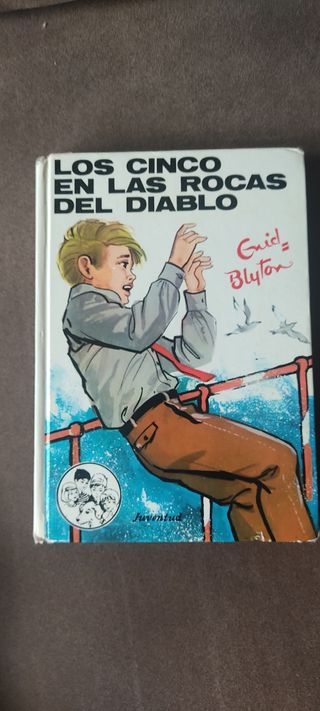 LOS CINCO
EN LAS ROCAS
DEL DIABLO
Enid
Blyton
Juventud